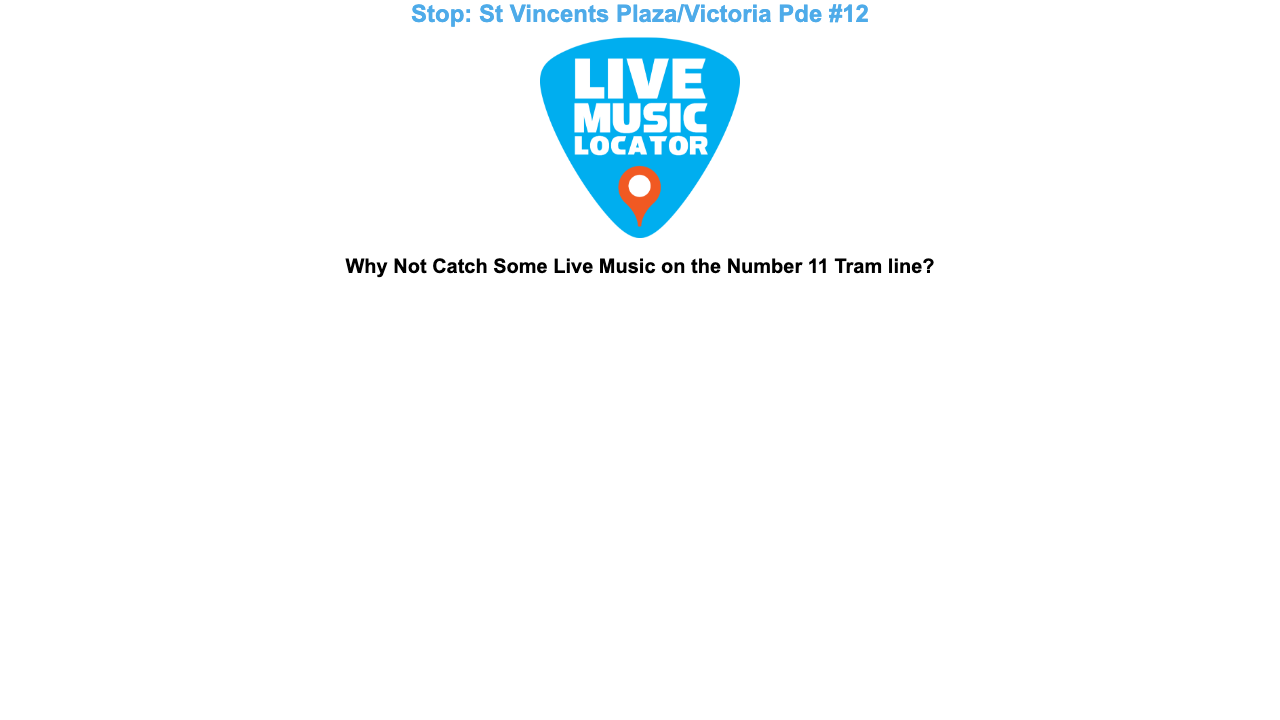 Stop: St Vincents Plaza/Victoria Pde #12
LIVE
MUSIC
LOCATOR
Why Not Catch Some Live Music on the Number 11 Tram line?